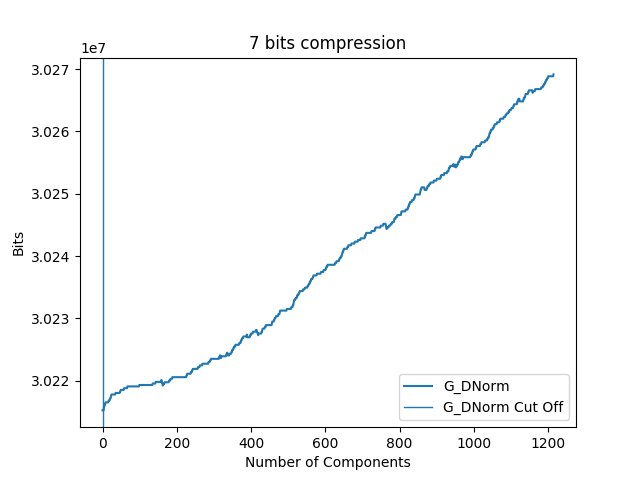 7 bits compression
1e7
3.027
3.026
3.025
3.024
3.023
3.022
Bits
0 200 400 600 800 1000 1200
Number of Components
G_DNorm
G_DNorm Cut Off